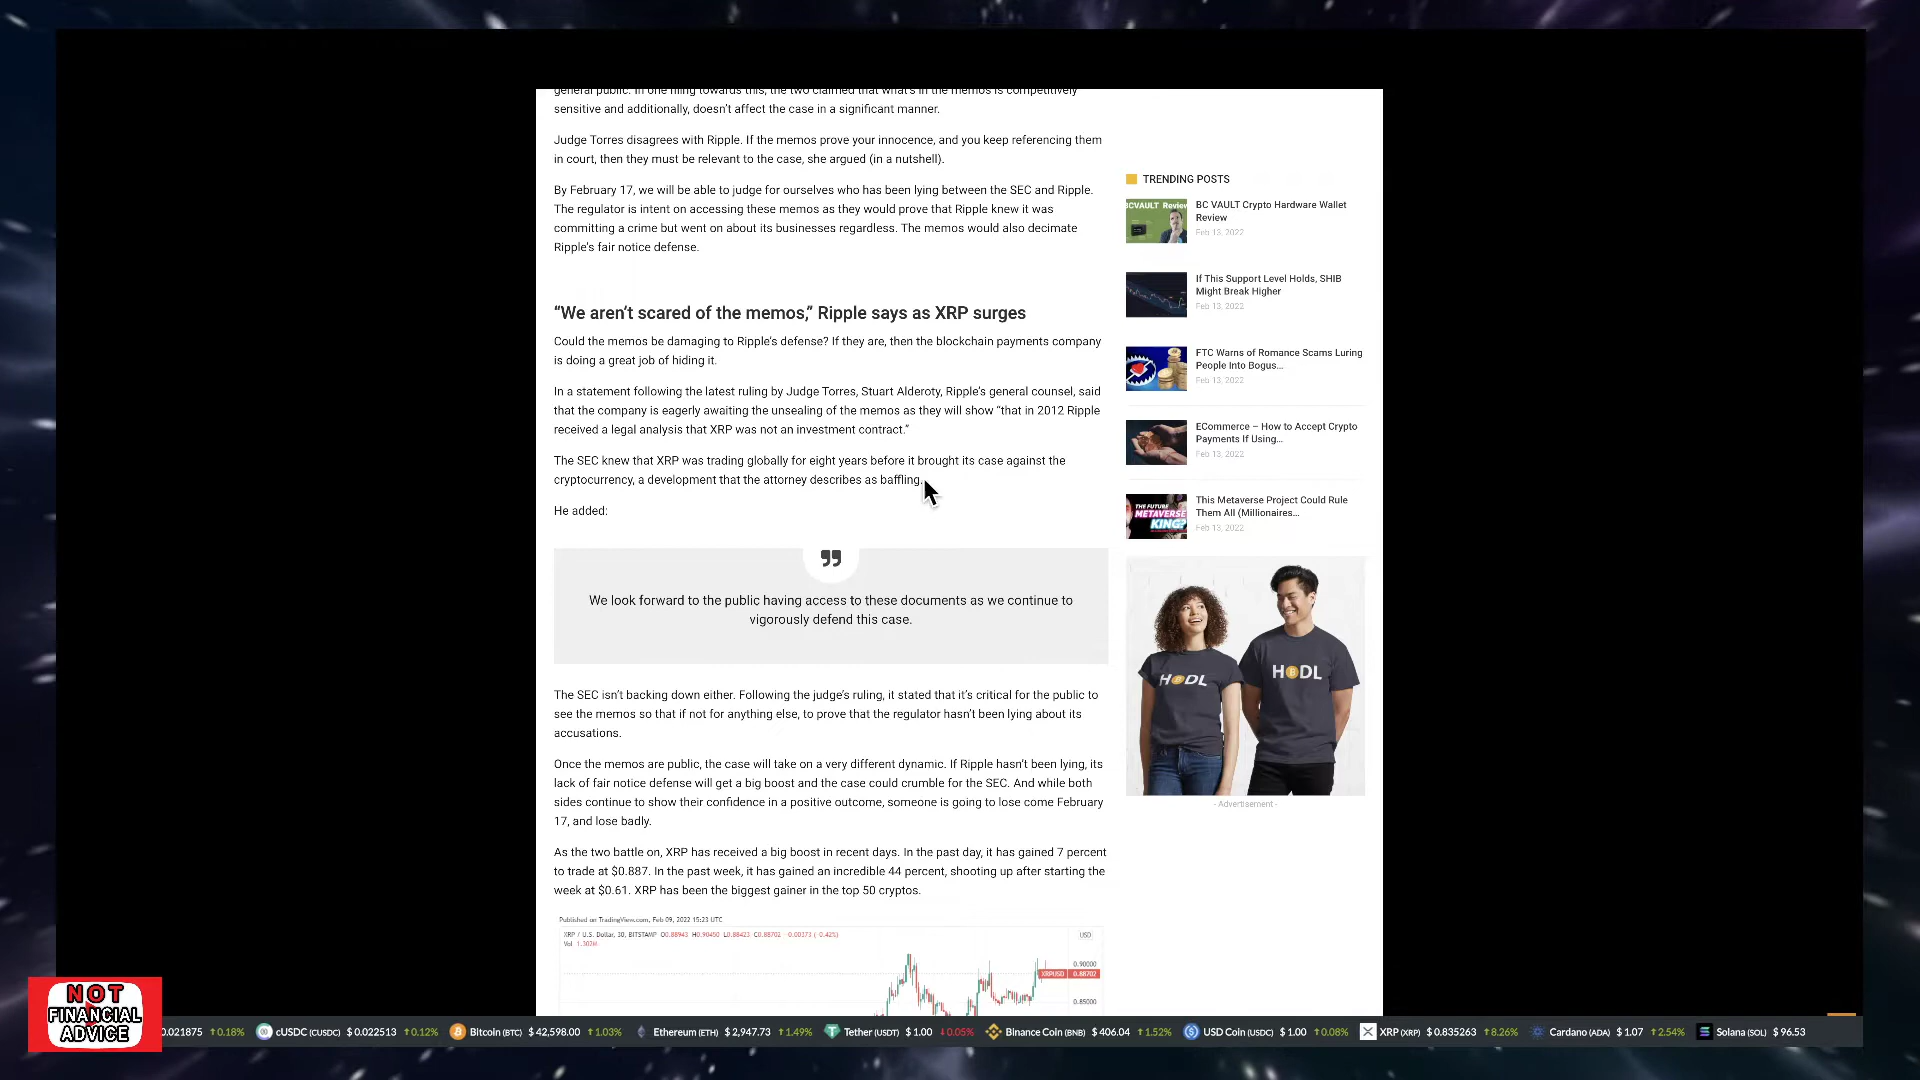 general public. In one filing towards this, the two claimed that what's in the memos is competitively
sensitive and additionally, doesn't affect the case in a significant manner.
Judge Torres disagrees with Ripple. If the memos prove your innocence, and you keep referencing them
in court, then they must be relevant to the case, she argued (in a nutshell).
By February 17, we will be able to judge for ourselves who has been lying between the SEC and Ripple.
The regulator is intent on accessing these memos as they would prove that Ripple knew it was
committing a crime but went on about its businesses regardless. The memos would also decimate
Ripple's fair notice defense.
“We aren't scared of the memos,” Ripple says as XRP surges
Could the memos be damaging to Ripple's defense? If they are, then the blockchain payments company
is doing a great job of hiding it.
In a statement following the latest ruling by Judge Torres, Stuart Alderoty, Ripple's general counsel, said
that the company is eagerly awaiting the unsealing of the memos as they will show “that in 2012 Ripple
received a legal analysis that XRP was not an investment contract.”
The SEC knew that XRP was trading globally for eight years before it brought its case against the
cryptocurrency, a development that the attorney describes as baffling.
He added:
We look forward to the public having access to these documents as we continue to
vigorously defend this case.
The SEC isn't backing down either. Following the judge's ruling, it stated that it's critical for the public to
see the memos so that if not for anything else, to prove that the regulator hasn't been lying about its
accusations.
Once the memos are public, the case will take on a very different dynamic. If Ripple hasn't been lying, its
lack of fair notice defense will get a big boost and the case could crumble for the SEC. And while both
sides continue to show their confidence in a positive outcome, someone is going to lose come February
17, and lose badly.
As the two battle on, XRP has received a big boost in recent days. In the past day, it has gained 7 percent
to trade at $0.887. In the past week, it has gained an incredible 44 percent, shooting up after starting the
week at $0.61. XRP has been the biggest gainer in the top 50 cryptos.
Published on TradingView.com, Feb 09, 2022 15:23 UTC
XRP / U.S. Dollar, 30, BITSTAMP O0.88943 H0.90450 L0.88423 C0.88702 -0.00373 (-0.42%)
Vol 1.302M
USD
0.90000
XRPUSD 0.88702
0.85000
TRENDING POSTS
BCVAULT Review
BC VAULT Crypto Hardware Wallet
Review
Feb 13, 2022
If This Support Level Holds, SHIB
Might Break Higher
Feb 13, 2022
FTC Warns of Romance Scams Luring
People Into Bogus...
Feb 13, 2022
ECommerce – How to Accept Crypto
Payments If Using...
Feb 13, 2022
THE FUTURE
METAVERSE
KING?
This Metaverse Project Could Rule
Them All (Millionaires...
Feb 13, 2022
HODL
HODL
- Advertisement -
NOT
FINANCIAL
ADVICE
0.021875 ↑0.18% cUSDC (CUSDC) $ 0.022513 ↑0.12% Bitcoin (BTC) $ 42,598.00 ↑1.03% Ethereum (ETH) $ 2,947.73 ↑1.49% Tether (USDT) $ 1.00 ↓0.05% Binance Coin (BNB) $ 406.04 ↑1.52% USD Coin (USDC) $ 1.00 ↑0.08% XRP (XRP) $ 0.835263 ↑8.26% Cardano (ADA) $ 1.07 ↑2.54% Solana (SOL) $ 96.53